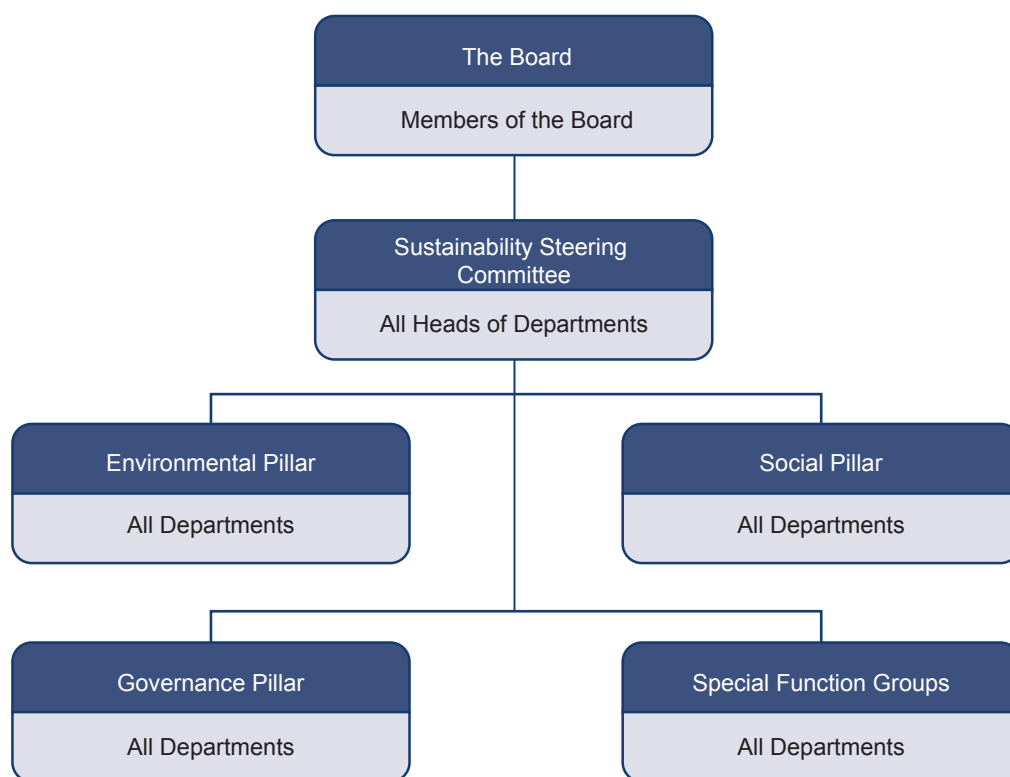 The Board
Members of the Board
Sustainability Steering
Committee
All Heads of Departments
Environmental Pillar
All Departments
Social Pillar
All Departments
Governance Pillar
All Departments
Special Function Groups
All Departments